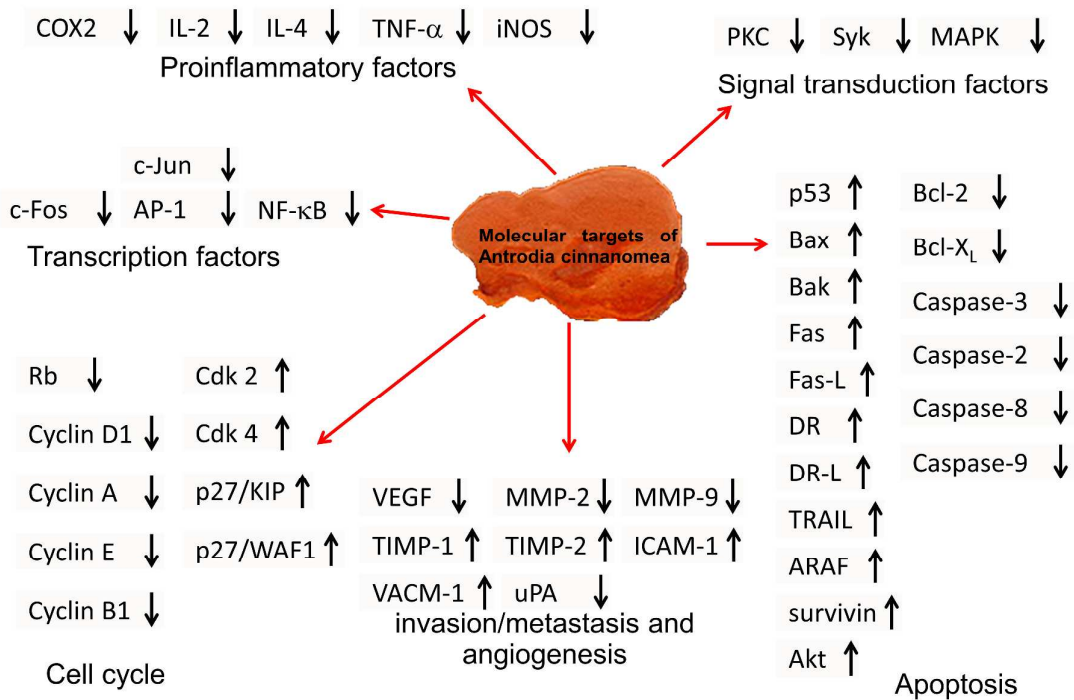 COX2 ↓ IL-2 ↓ IL-4 ↓ TNF-α ↓ iNOS ↓
Proinflammatory factors
PKC ↓ Syk ↓ MAPK ↓
Signal transduction factors
c-Jun ↓
c-Fos ↓ AP-1 ↓ NF-κB ↓
Transcription factors
Molecular targets of
Antrodia cinnanomea
p53 ↑ Bcl-2 ↓
Bax ↑ Bcl-XL ↓
Bak ↑ Caspase-3 ↓
Fas ↑ Caspase-2 ↓
Fas-L ↑ Caspase-8 ↓
DR ↑ Caspase-9 ↓
DR-L ↑
TRAIL ↑
ARAF ↑
survivin ↑
Akt ↑
Apoptosis
Rb ↓ Cdk 2 ↑
Cyclin D1 ↓ Cdk 4 ↑
Cyclin A ↓ p27/KIP ↑
Cyclin E ↓ p27/WAF1 ↑
Cyclin B1 ↓
Cell cycle
VEGF ↓ MMP-2 ↓ MMP-9 ↓
TIMP-1 ↑ TIMP-2 ↑ ICAM-1 ↑
VACM-1 ↑ uPA ↓
invasion/metastasis and
angiogenesis